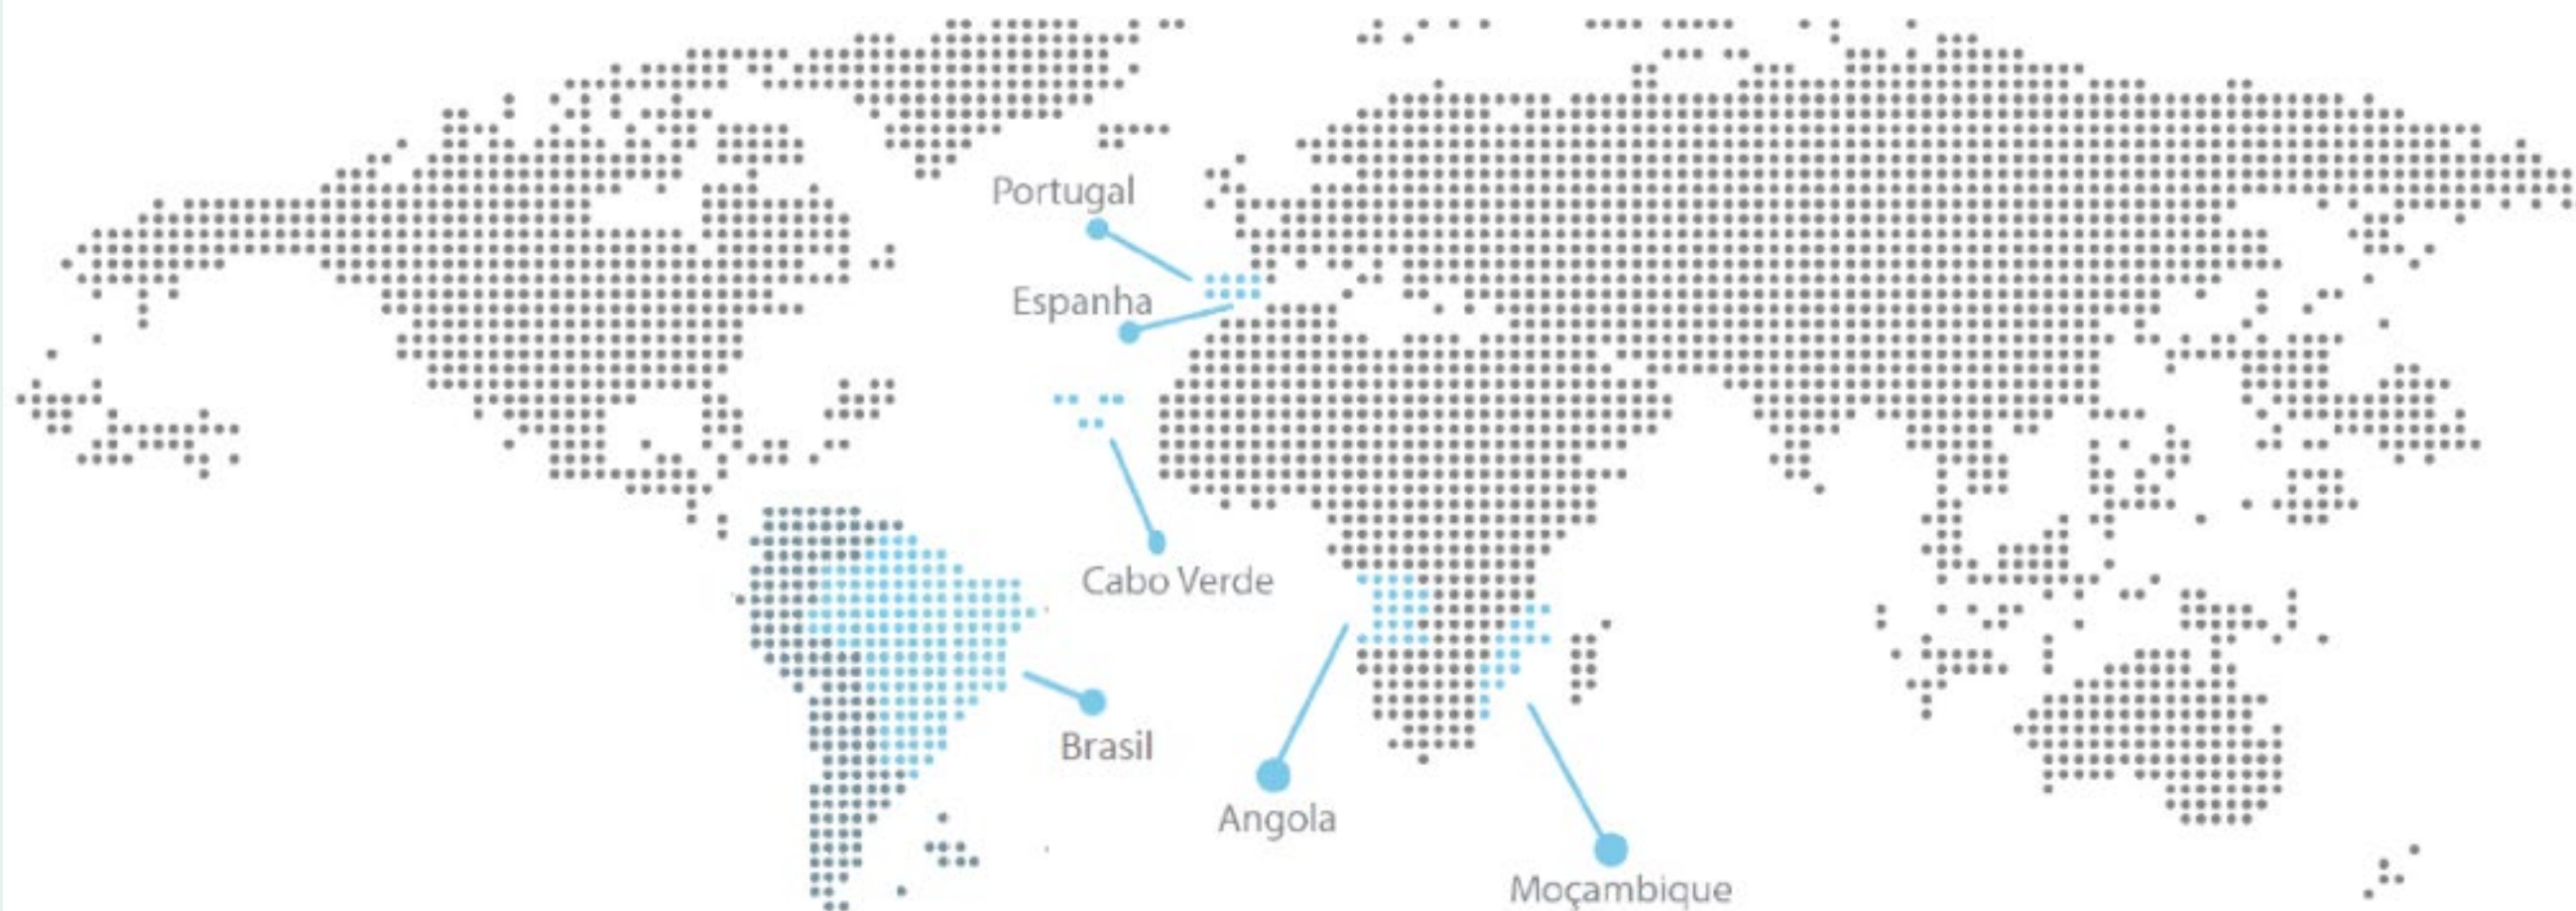 Portugal
Espanha
Cabo Verde
Brasil
Angola
Moçambique